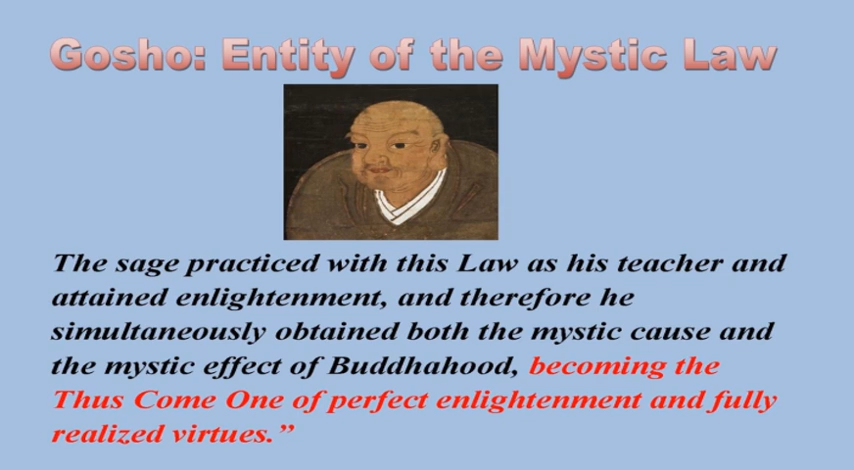 Gosho: Entity of the Mystic Law
The sage practiced with this Law as his teacher and
attained enlightenment, and therefore he
simultaneously obtained both the mystic cause and
the mystic effect of Buddhahood, becoming the
Thus Come One of perfect enlightenment and fully
realized virtues.”